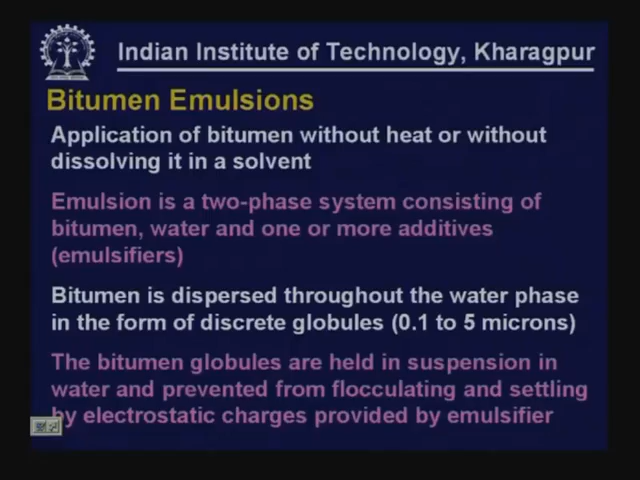 Indian Institute of Technology, Kharagpur
Bitumen Emulsions
Application of bitumen without heat or without
dissolving it in a solvent
Emulsion is a two-phase system consisting of
bitumen, water and one or more additives
(emulsifiers)
Bitumen is dispersed throughout the water phase
in the form of discrete globules (0.1 to 5 microns)
The bitumen globules are held in suspension in
water and prevented from flocculating and settling
by electrostatic charges provided by emulsifier